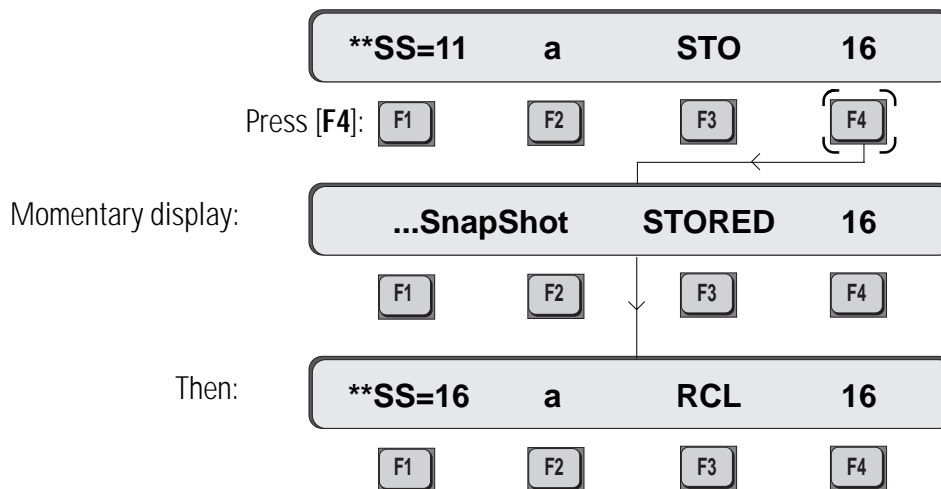 **SS=11 a STO 16
Press [F4]: F1 F2 F3 F4
Momentary display: ...SnapShot STORED 16
F1 F2 F3 F4
Then: **SS=16 a RCL 16
F1 F2 F3 F4